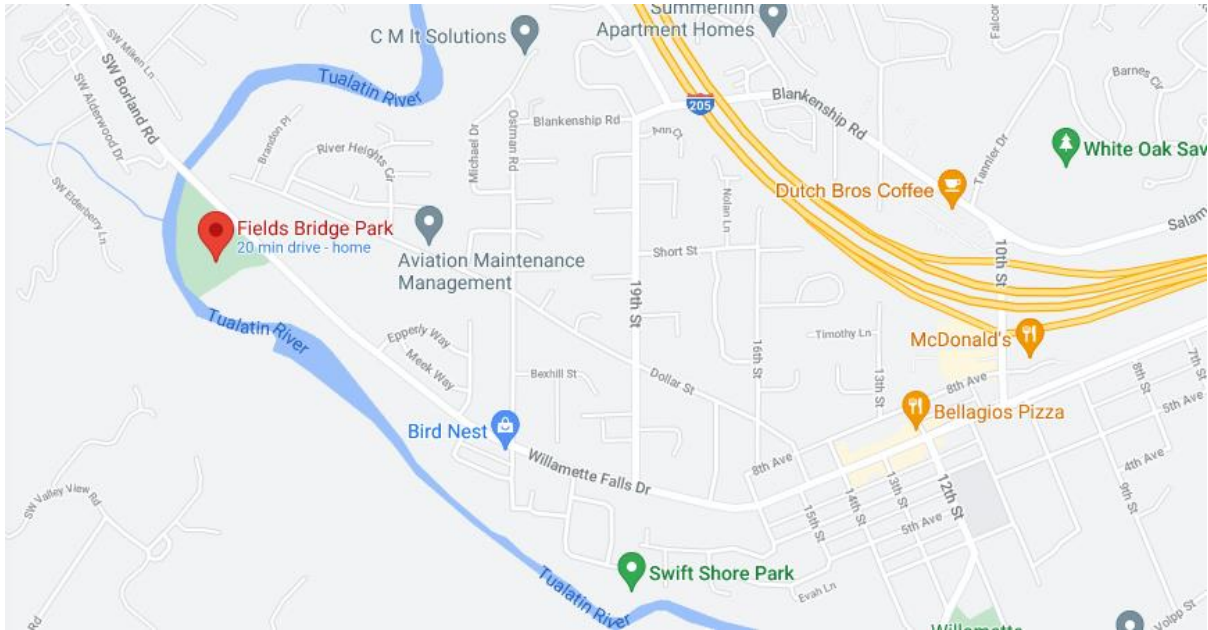 Summerlinn
Apartment Homes
C M It Solutions
SW Miken Ln
SW Borland Rd
SW Alderwood Dr
SW Elderberry Ln
Tualatin River
Brandon Pl
River Heights Cir
Michael Dr
Ostman Rd
Blankenship Rd
Ann Ct
205
Blankenship Rd
Falcon
Barnes Cir
Tannler Dr
White Oak Sav
Dutch Bros Coffee
Salam
Nolan Ln
10th St
Fields Bridge Park
20 min drive - home
Aviation Maintenance
Management
Short St
19th St
16th St
Tualatin River
Epperly Way
Meek Way
Bexhill St
Dollar St
Timothy Ln
13th St
McDonald's
8th Ave
8th St
7th St
5th Ave
Bellagios Pizza
Bird Nest
Willamette Falls Dr
8th Ave
15th St
14th St
13th St
12th St
5th Ave
4th Ave
9th St
SW Valley View Rd
Swift Shore Park
Evah Ln
Tualatin River
Rd
Willamette
Volpp St